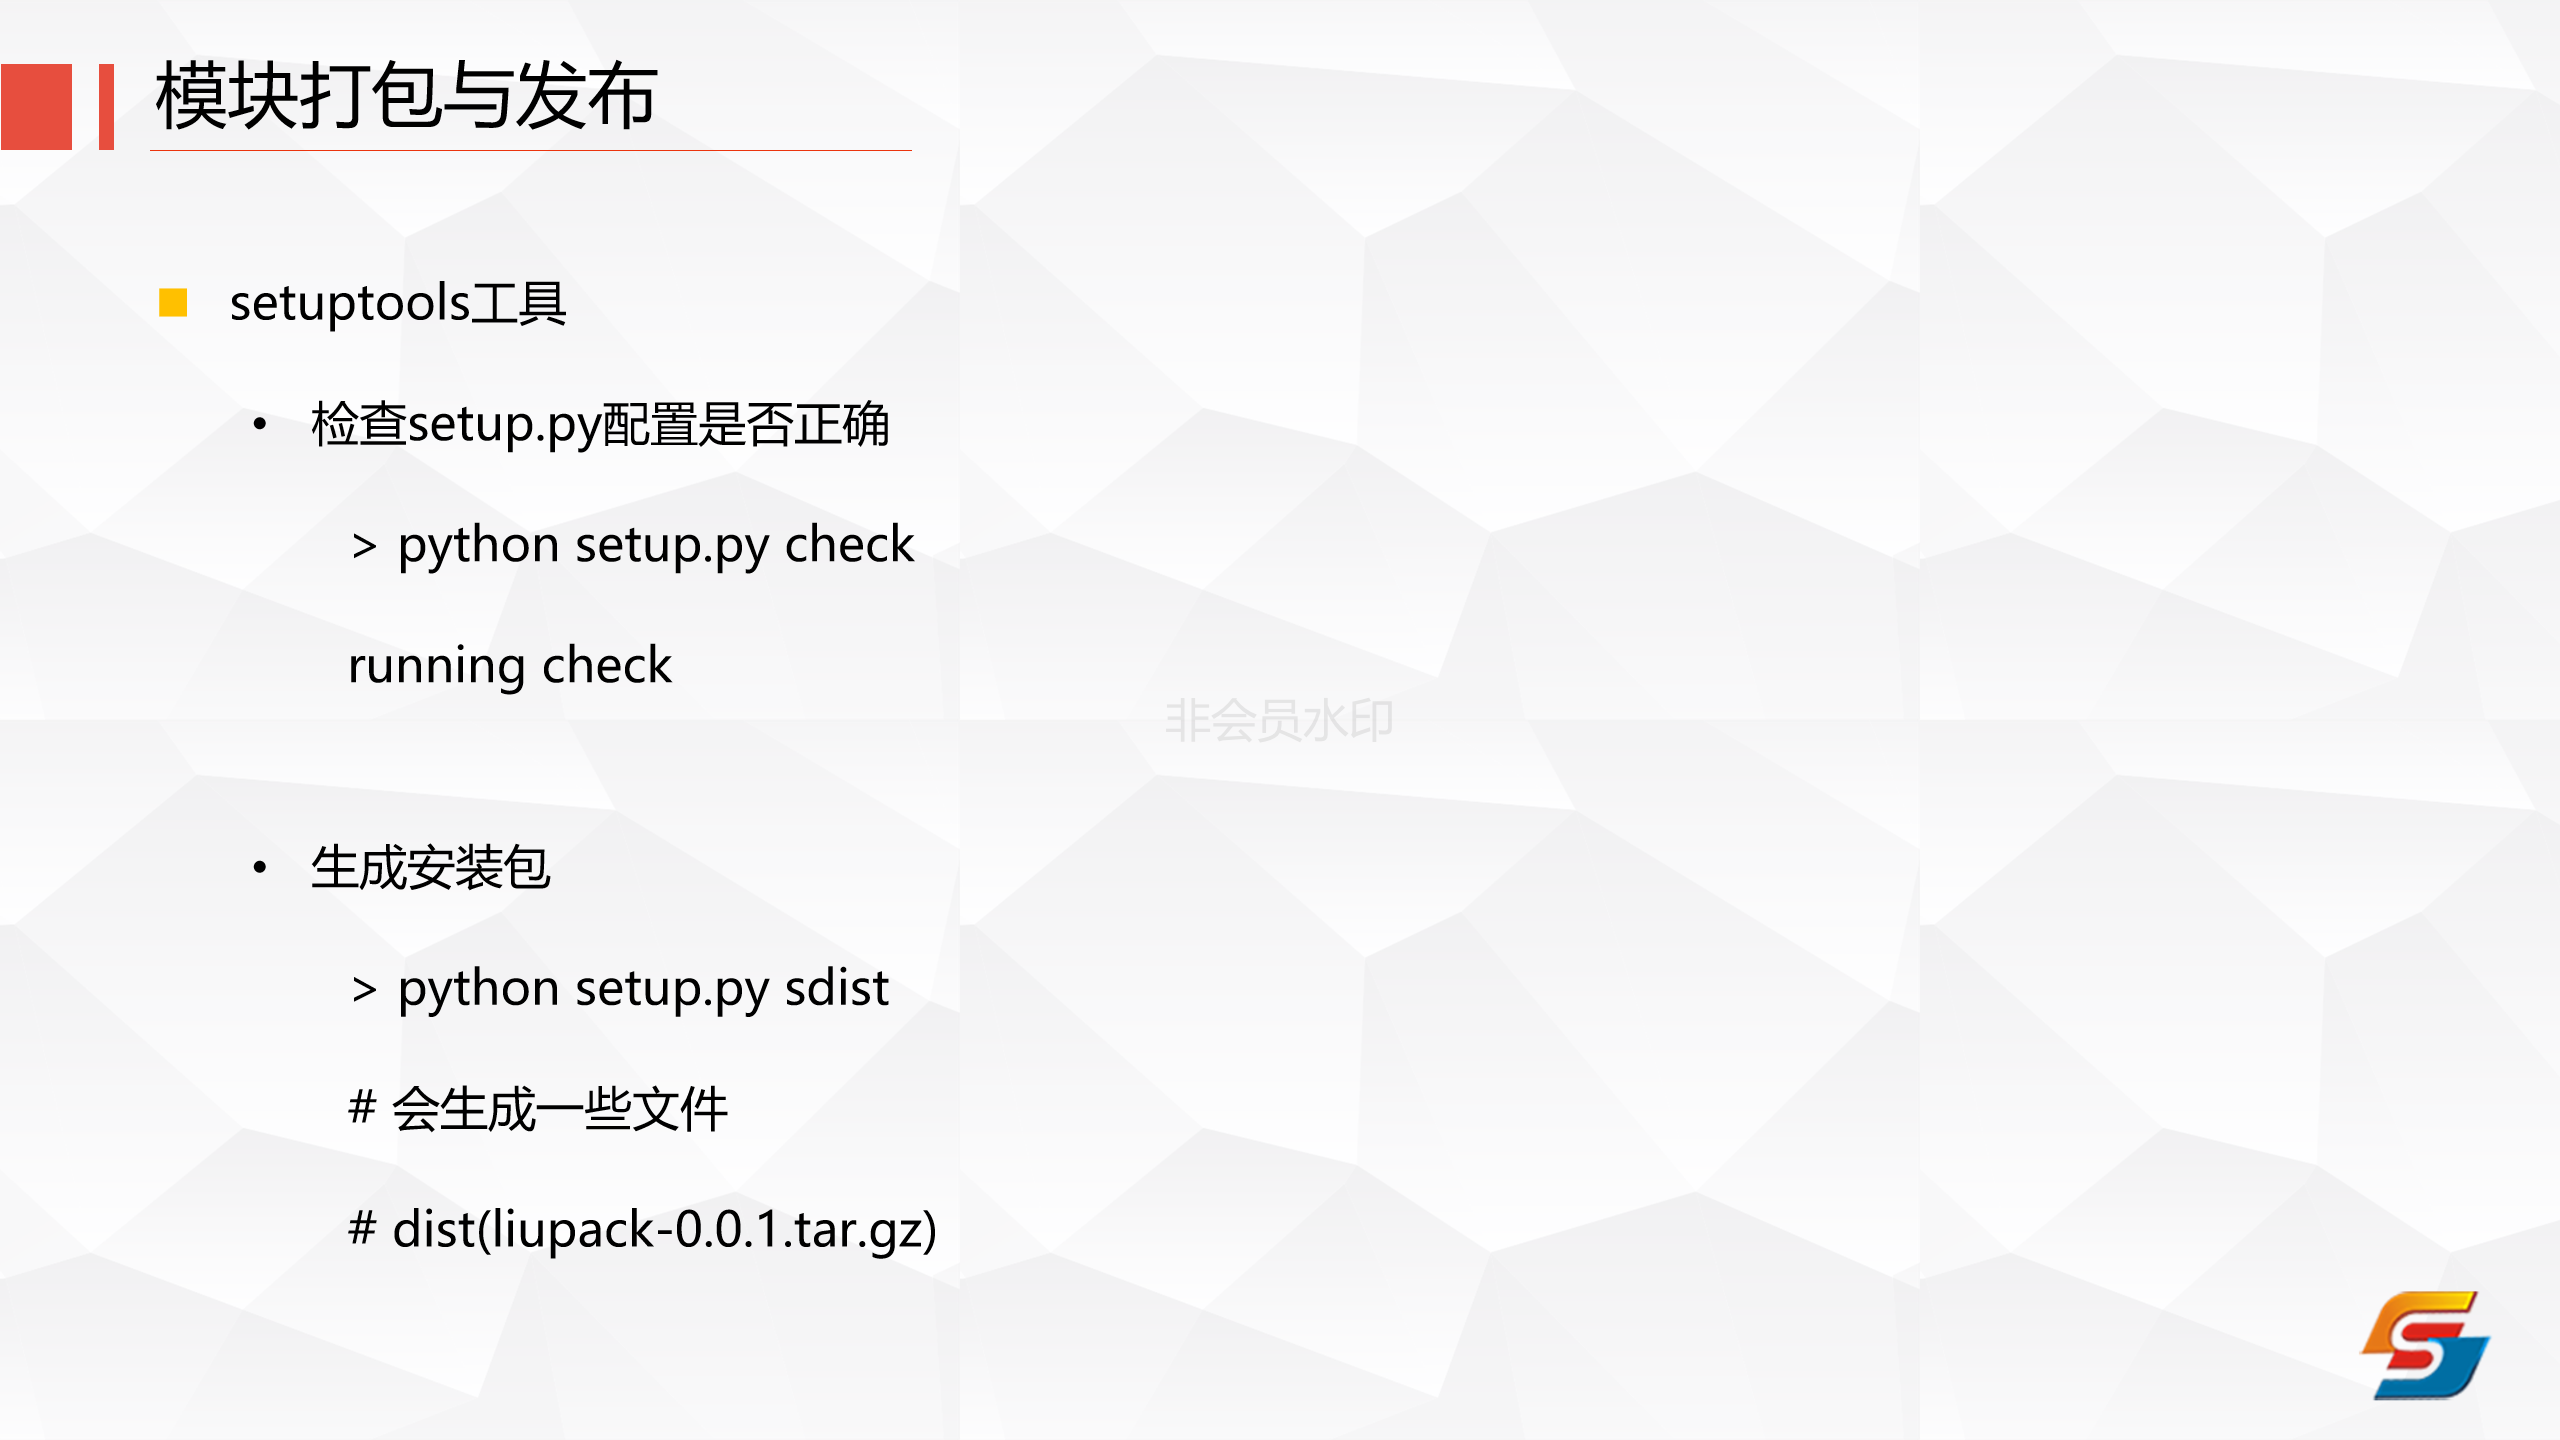 模块打包与发布
setuptools工具
• 检查setup.py配置是否正确
> python setup.py check
running check
非会员水印
• 生成安装包
> python setup.py sdist
# 会生成一些文件
# dist(liupack-0.0.1.tar.gz)